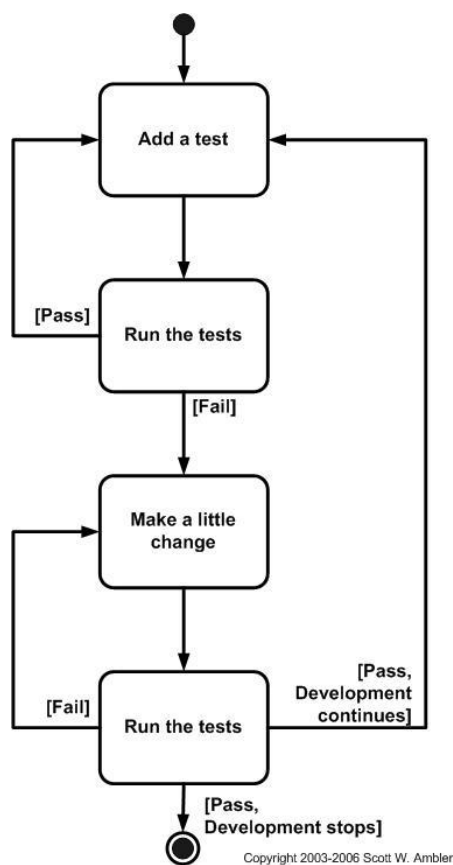 Add a test
[Pass]
Run the tests
[Fail]
Make a little
change
[Fail]
Run the tests
[Pass,
Development
continues]
[Pass,
Development stops]
Copyright 2003-2006 Scott W. Ambler